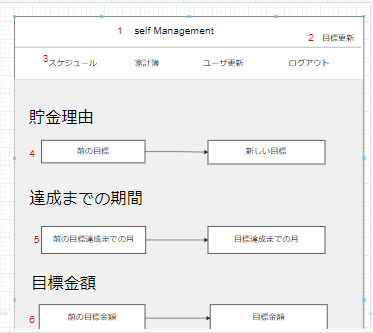 1 self Management
2 目標更新
3 スケジュール 家計簿 ユーザ更新 ログアウト
貯金理由
4 前の目標 新しい目標
達成までの期間
5 前の目標達成までの月 目標達成までの月
目標金額
6 前の目標金額 目標金額